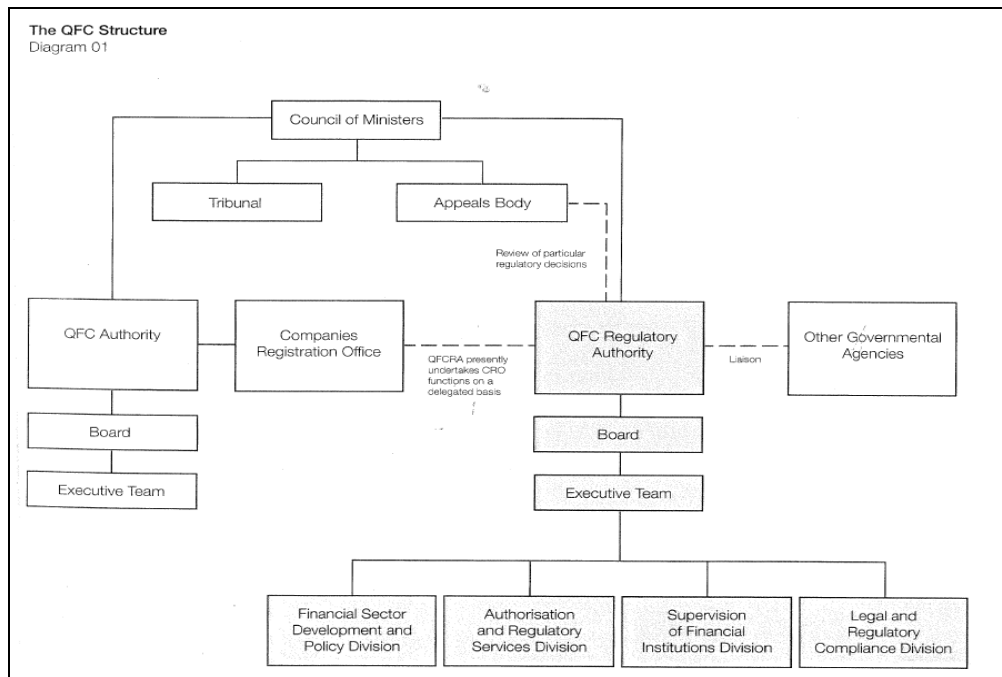 The QFC Structure
Diagram 01
Council of Ministers
Tribunal
Appeals Body
Review of particular
regulatory decisions
QFC Authority
Companies
Registration Office
QFCRA presently
undertakes CRO
functions on a
delegated basis
QFC Regulatory
Authority
Liaison
Other Governmental
Agencies
Board
Executive Team
Board
Executive Team
Financial Sector
Development and
Policy Division
Authorisation
and Regulatory
Services Division
Supervision
of Financial
Institutions Division
Legal and
Regulatory
Compliance Division